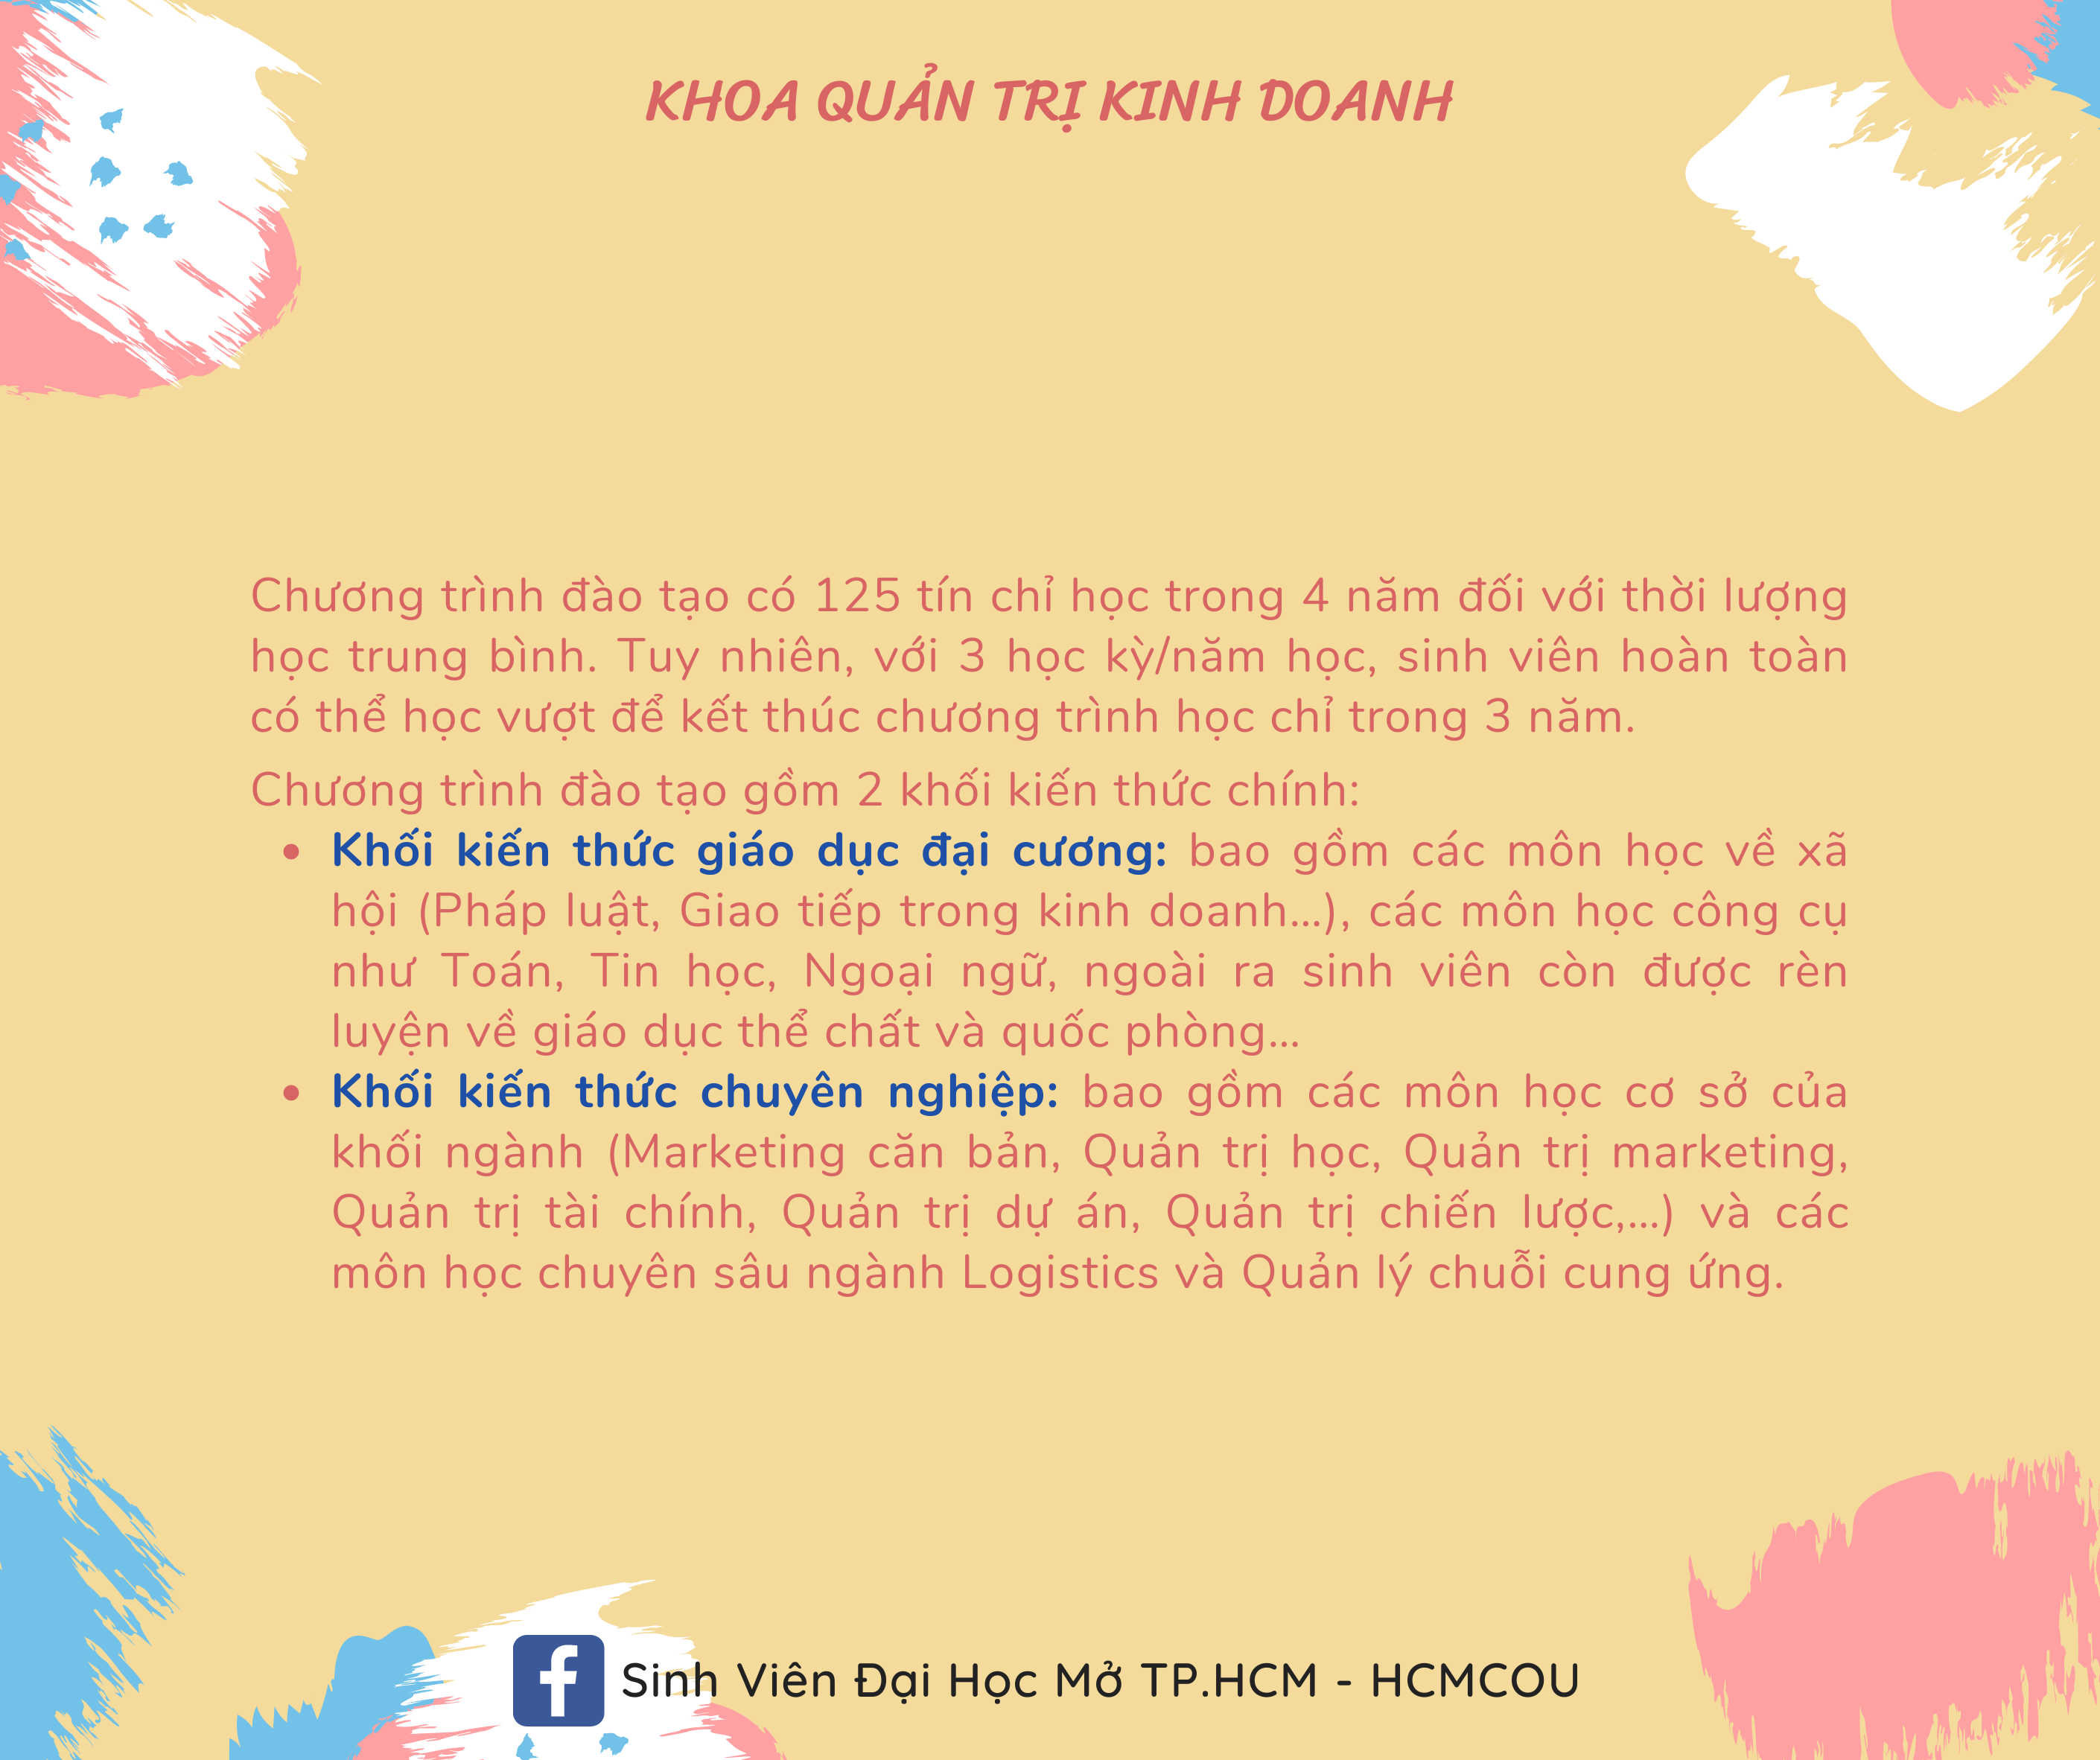 KHOA QUẢN TRỊ KINH DOANH
Chương trình đào tạo có 125 tín chỉ học trong 4 năm đối với thời lượng
học trung bình. Tuy nhiên, với 3 học kỳ/năm học, sinh viên hoàn toàn
có thể học vượt để kết thúc chương trình học chỉ trong 3 năm.
Chương trình đào tạo gồm 2 khối kiến thức chính:
• Khối kiến thức giáo dục đại cương: bao gồm các môn học về xã
hội (Pháp luật, Giao tiếp trong kinh doanh...), các môn học công cụ
như Toán, Tin học, Ngoại ngữ, ngoài ra sinh viên còn được rèn
luyện về giáo dục thể chất và quốc phòng...
• Khối kiến thức chuyên nghiệp: bao gồm các môn học cơ sở của
khối ngành (Marketing căn bản, Quản trị học, Quản trị marketing,
Quản trị tài chính, Quản trị dự án, Quản trị chiến lược,...) và các
môn học chuyên sâu ngành Logistics và Quản lý chuỗi cung ứng.
Sinh Viên Đại Học Mở TP.HCM - HCMCOU